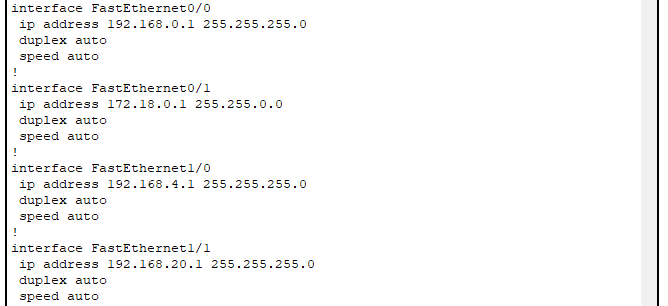 interface FastEthernet0/0
 ip address 192.168.0.1 255.255.255.0
 duplex auto
 speed auto
!
interface FastEthernet0/1
 ip address 172.18.0.1 255.255.0.0
 duplex auto
 speed auto
!
interface FastEthernet1/0
 ip address 192.168.4.1 255.255.255.0
 duplex auto
 speed auto
!
interface FastEthernet1/1
 ip address 192.168.20.1 255.255.255.0
 duplex auto
 speed auto